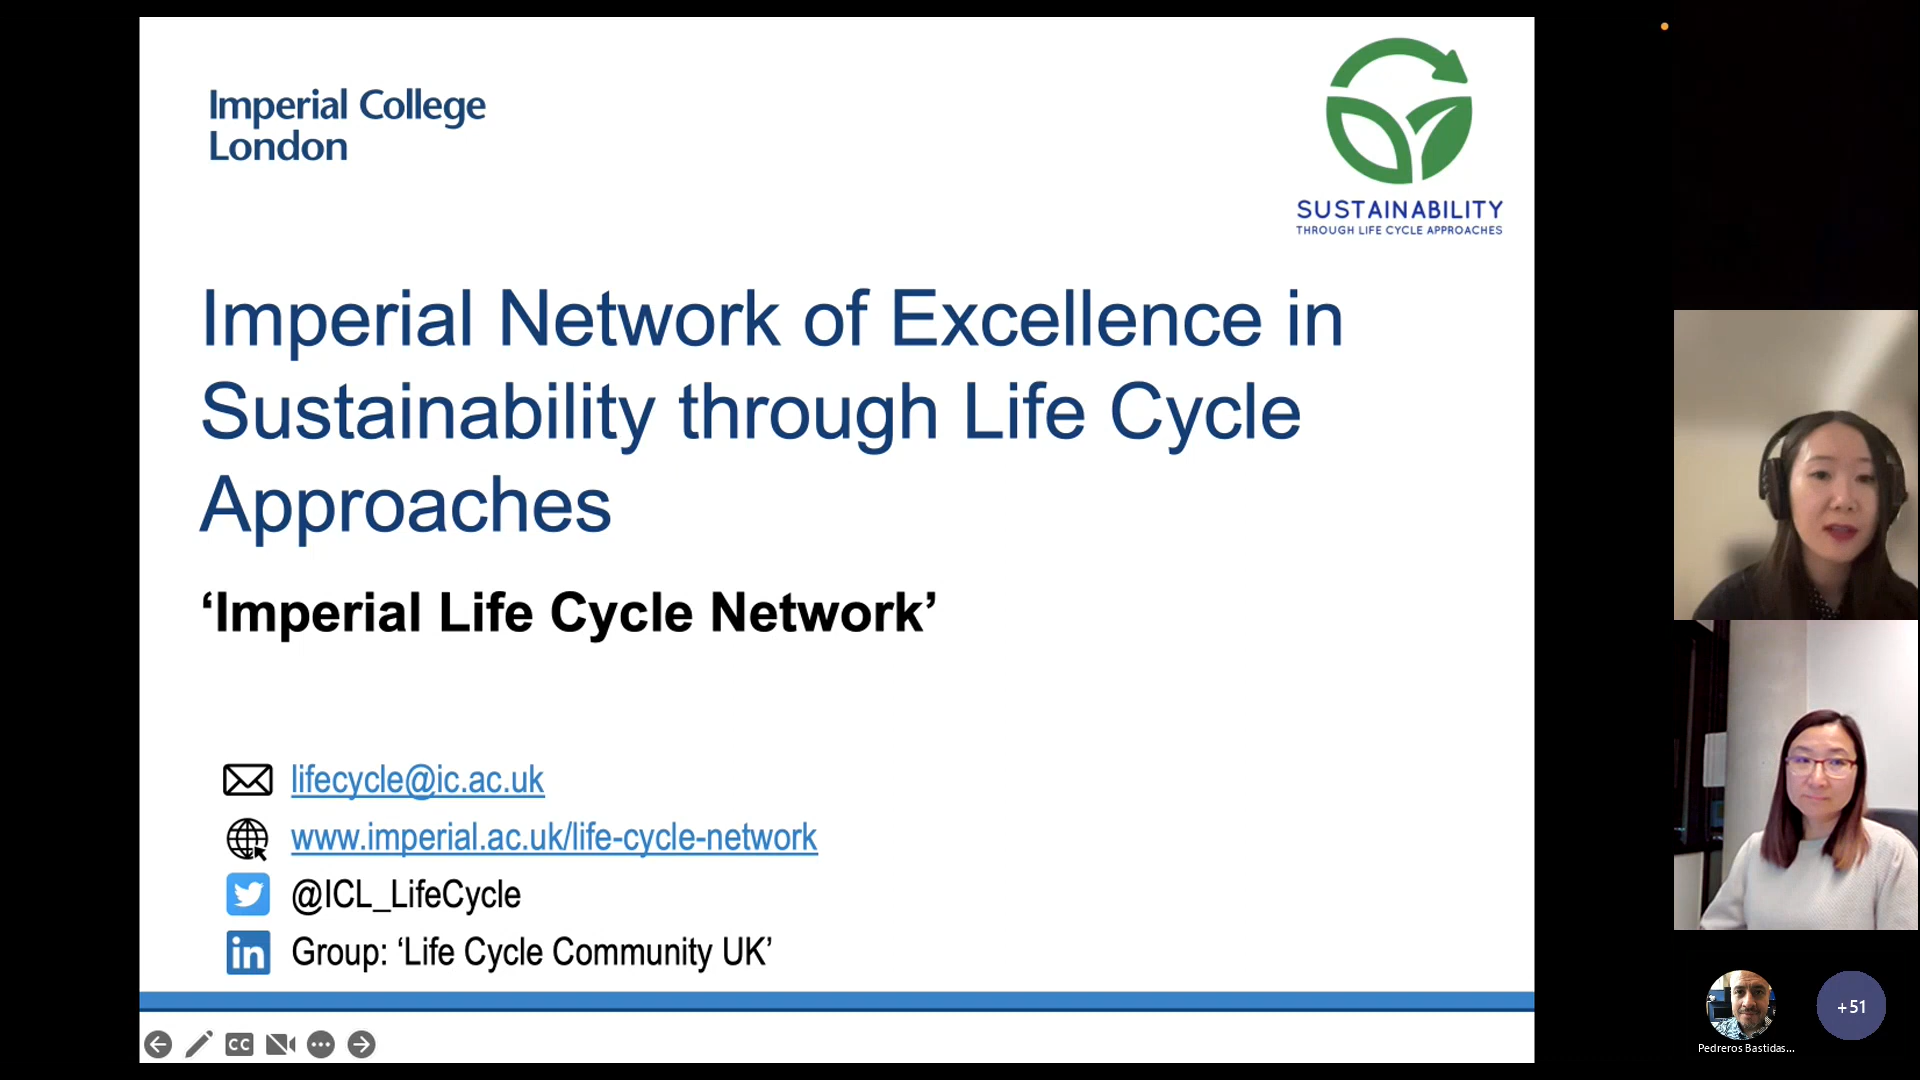 Imperial College
London
SUSTAINABILITY
THROUGH LIFE CYCLE APPROACHES
Imperial Network of Excellence in
Sustainability through Life Cycle
Approaches
‘Imperial Life Cycle Network’
lifecycle@ic.ac.uk
www.imperial.ac.uk/life-cycle-network
@ICL_LifeCycle
in
Group: ‘Life Cycle Community UK’
CC
Pedreros Bastidas...
+51